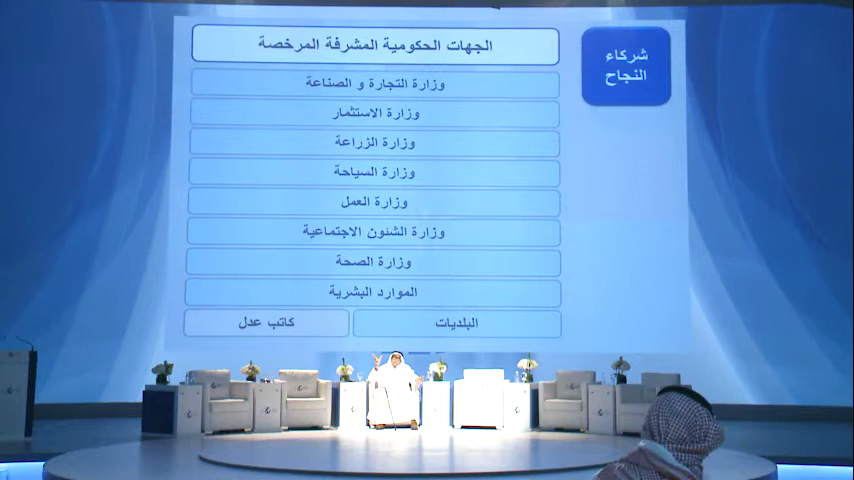 شركاء
النجاح
الجهات الحكومية المشرفة المرخصة
وزارة التجارة و الصناعة
وزارة الاستثمار
وزارة الزراعة
وزارة السياحة
وزارة العمل
وزارة الشئون الاجتماعية
وزارة الصحة
الموارد البشرية
البلديات
كاتب عدل